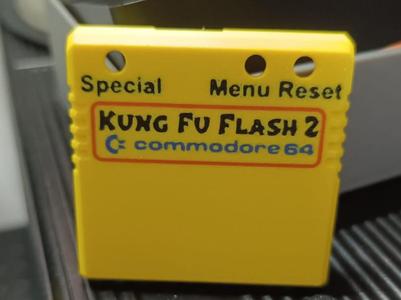 Special Menu Reset
KUNG FU FLASH 2
commodore 64